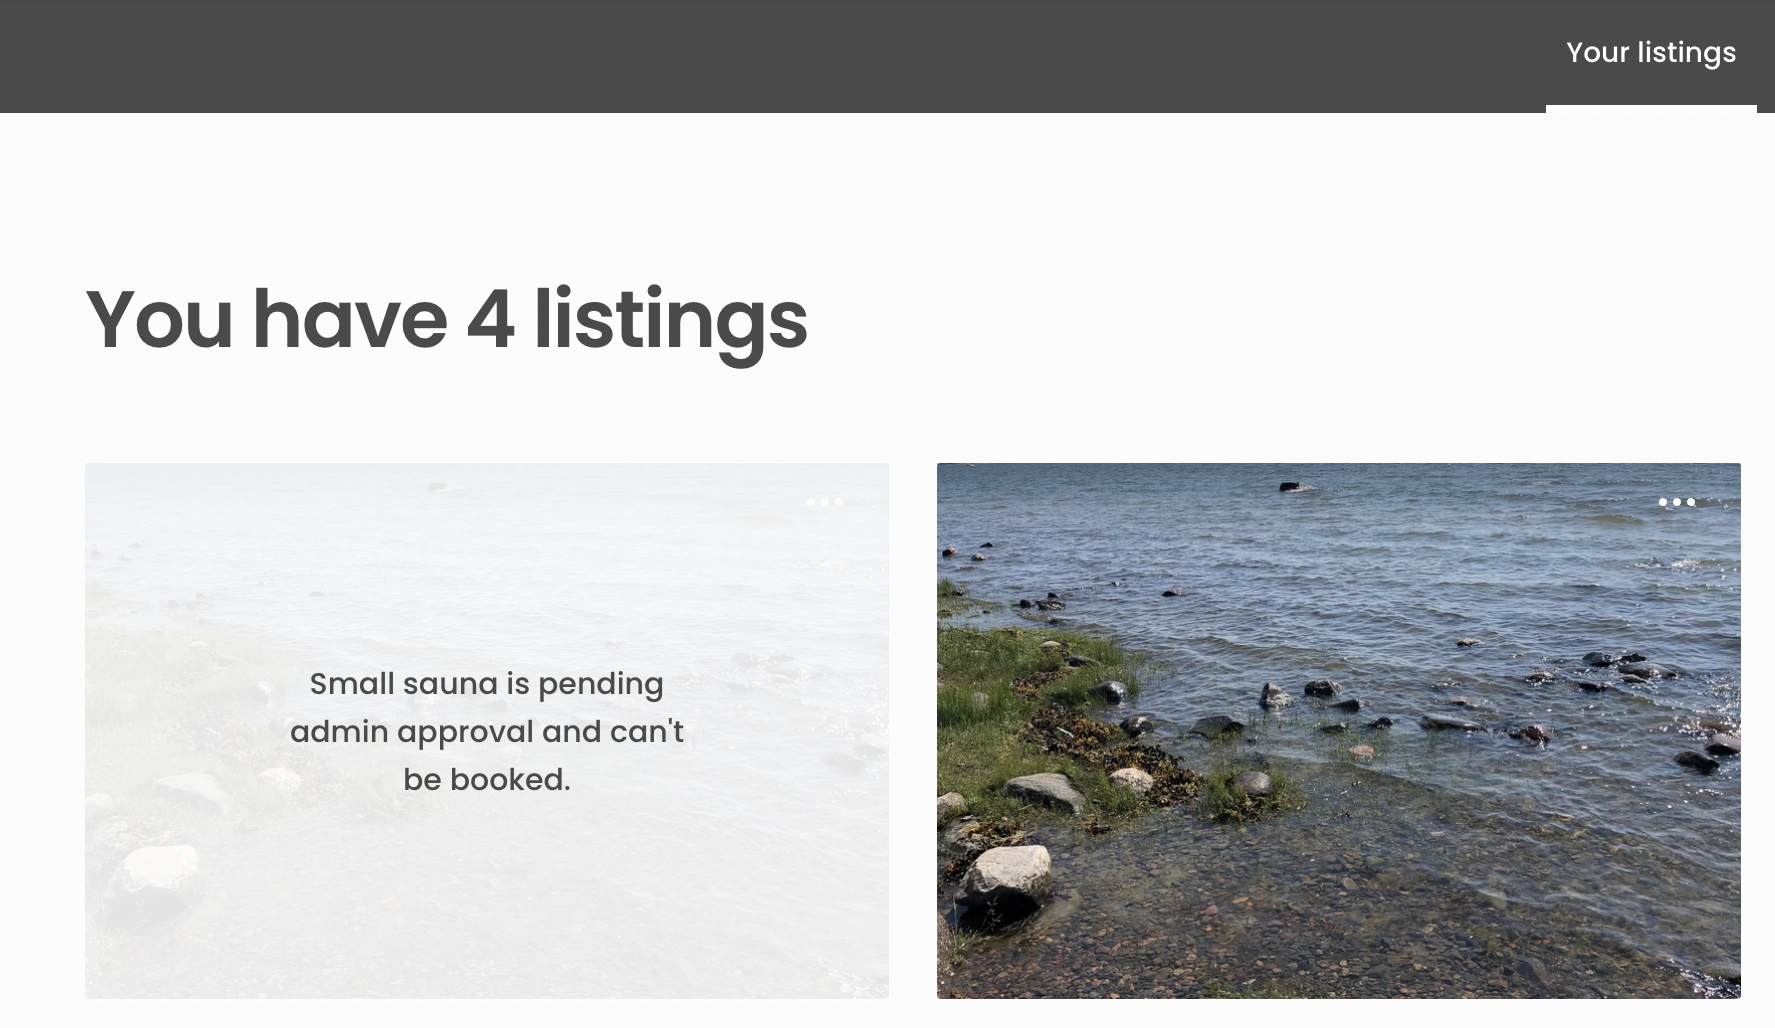 Your listings
You have 4 listings
Small sauna is pending
admin approval and can't
be booked.